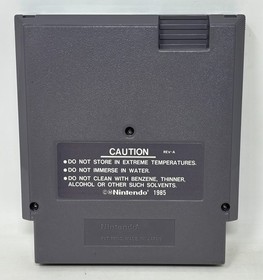 CAUTION REV-A
• DO NOT STORE IN EXTREME TEMPERATURES.
• DO NOT IMMERSE IN WATER.
• DO NOT CLEAN WITH BENZENE, THINNER,
ALCOHOL OR OTHER SUCH SOLVENTS.
©Nintendo® 1985
Nintendo®